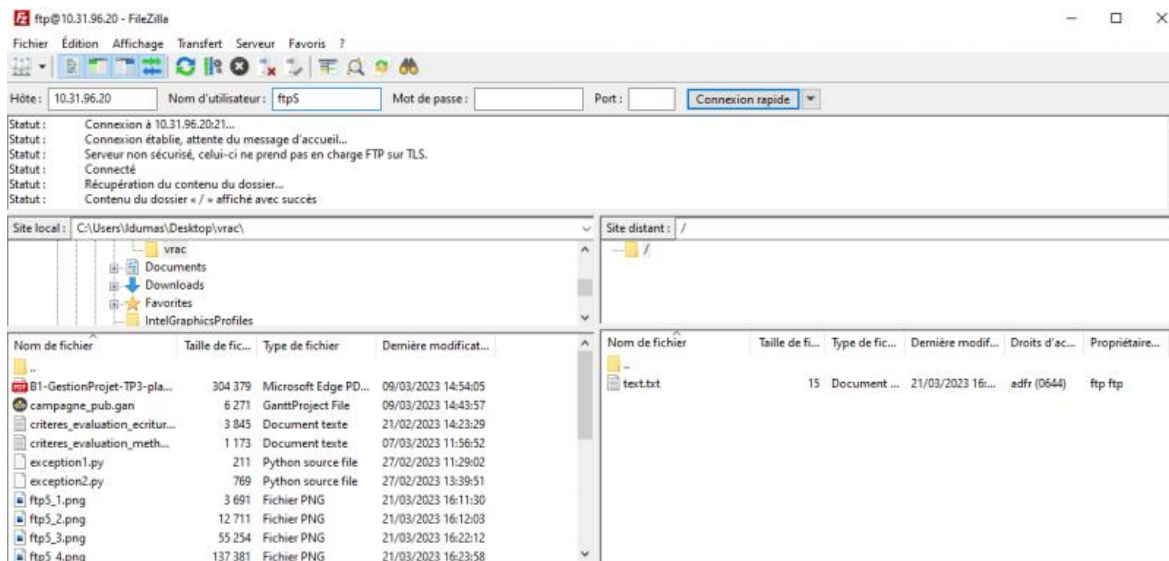 ftp@10.31.96.20 - FileZilla
Fichier Édition Affichage Transfert Serveur Favoris ?
Hôte : 10.31.96.20 Nom d'utilisateur : ftp5 Mot de passe : Port : Connexion rapide
Statut : Connexion à 10.31.96.20:21...
Statut : Connexion établie, attente du message d'accueil...
Statut : Serveur non sécurisé, celui-ci ne prend pas en charge FTP sur TLS.
Statut : Connecté
Statut : Récupération du contenu du dossier...
Statut : Contenu du dossier « / » affiché avec succès
Site local : C:\Users\ldumas\Desktop\vrac\
vrac
Documents
Downloads
Favorites
IntelGraphicsProfiles
Site distant : /
/
Nom de fichier Taille de fic... Type de fichier Dernière modificat...
..
B1-GestionProjet-TP3-pla... 304 379 Microsoft Edge PD... 09/03/2023 14:54:05
campagne_pub.gan 6 271 GanttProject File 09/03/2023 14:43:57
criteres_evaluation_ecritur... 3 845 Document texte 21/02/2023 14:23:29
criteres_evaluation_meth... 1 173 Document texte 07/03/2023 11:56:52
exception1.py 211 Python source file 27/02/2023 11:29:02
exception2.py 769 Python source file 27/02/2023 13:39:51
ftp5_1.png 3 691 Fichier PNG 21/03/2023 16:11:30
ftp5_2.png 12 711 Fichier PNG 21/03/2023 16:12:03
ftp5_3.png 55 254 Fichier PNG 21/03/2023 16:22:12
ftp5_4.png 137 381 Fichier PNG 21/03/2023 16:23:58
Nom de fichier Taille de fi... Type de fic... Dernière modif... Droits d'ac... Propriétaire...
..
text.txt 15 Document ... 21/03/2023 16:... adfr (0644) ftp ftp